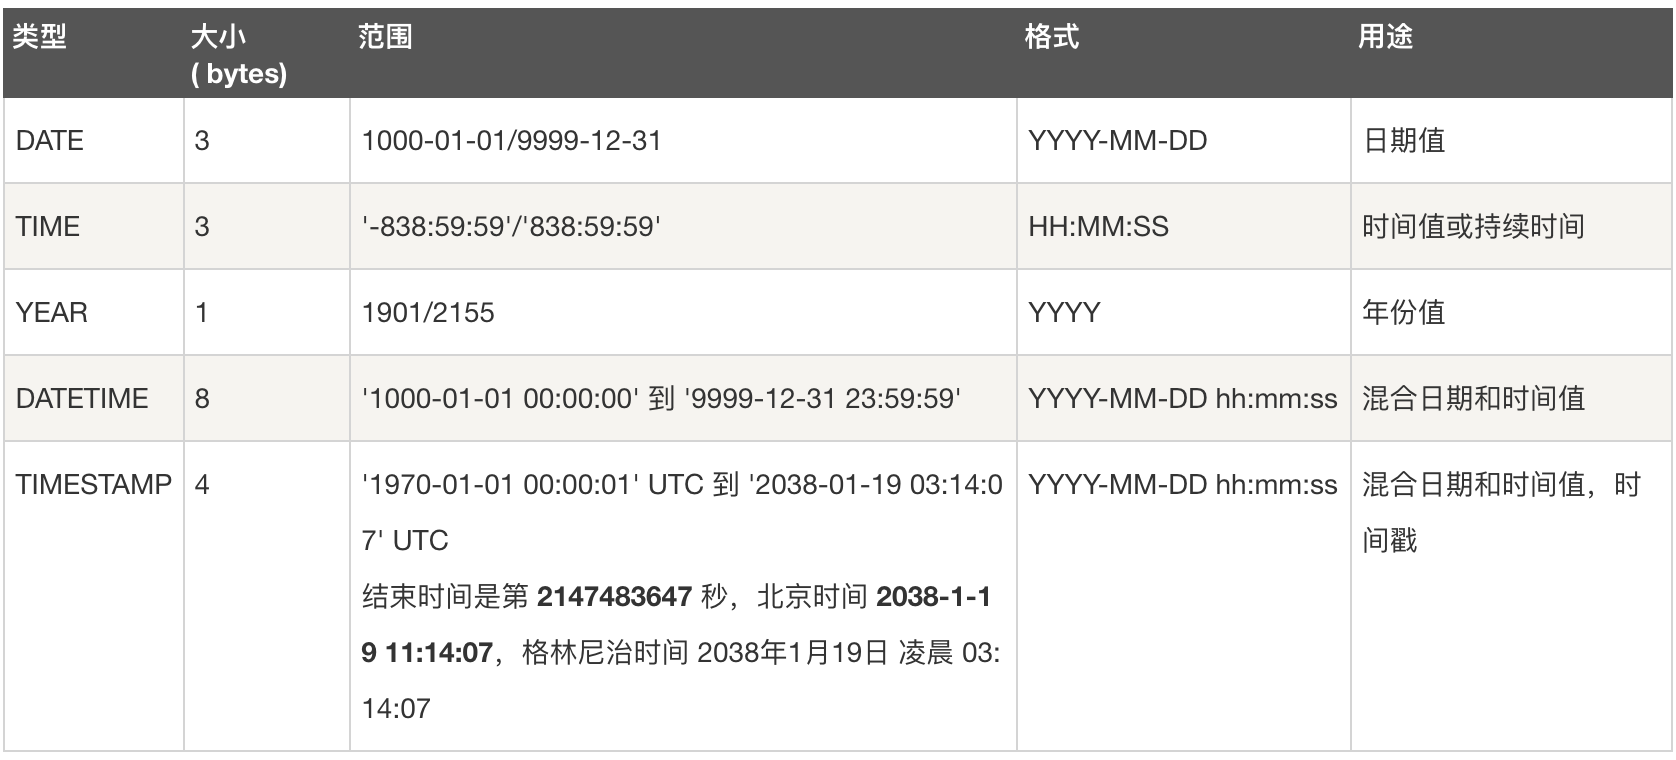 类型 大小 范围 格式 用途
( bytes)
DATE 3 1000-01-01/9999-12-31 YYYY-MM-DD 日期值
TIME 3 '-838:59:59'/'838:59:59' HH:MM:SS 时间值或持续时间
YEAR 1 1901/2155 YYYY 年份值
DATETIME 8 '1000-01-01 00:00:00' 到 '9999-12-31 23:59:59' YYYY-MM-DD hh:mm:ss 混合日期和时间值
TIMESTAMP 4 '1970-01-01 00:00:01' UTC 到 '2038-01-19 03:14:0 YYYY-MM-DD hh:mm:ss 混合日期和时间值，时
7' UTC 间戳
结束时间是第 2147483647 秒，北京时间 2038-1-1
9 11:14:07，格林尼治时间 2038年1月19日 凌晨 03:
14:07